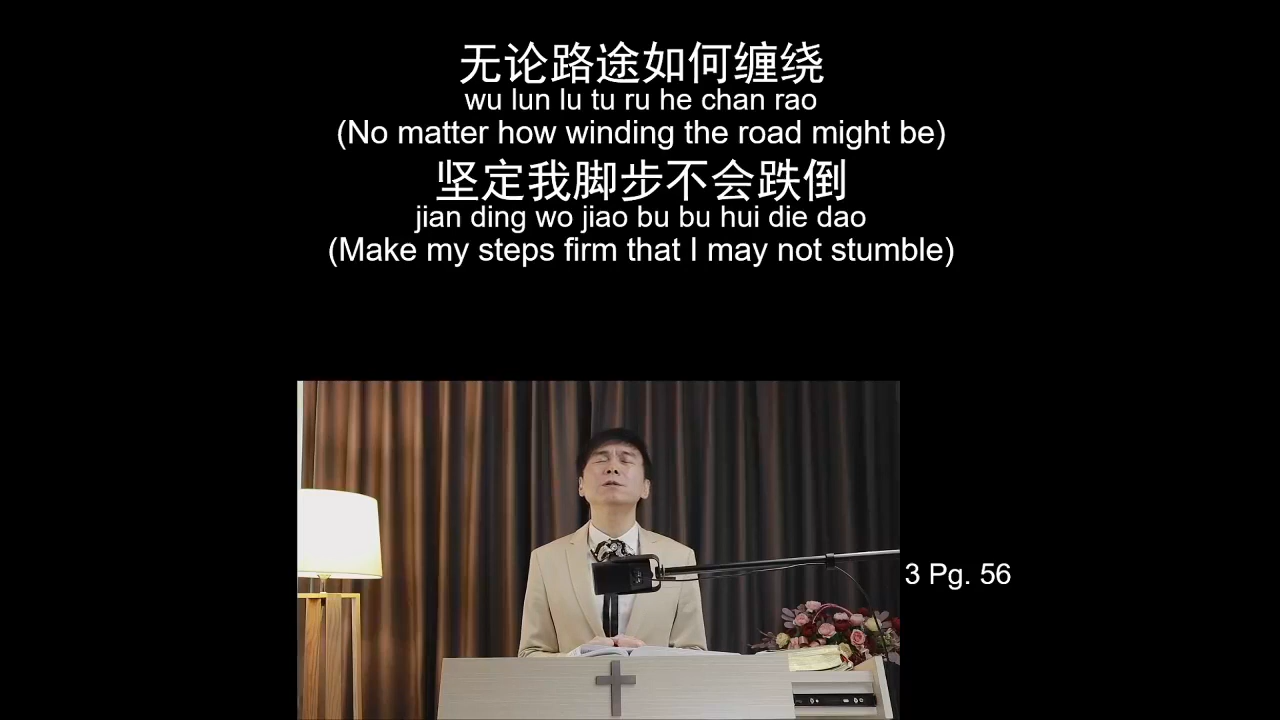 无论路途如何缠绕
wu lun lu tu ru he chan rao
(No matter how winding the road might be)
坚定我脚步不会跌倒
jian ding wo jiao bu bu hui die dao
(Make my steps firm that I may not stumble)
3 Pg. 56